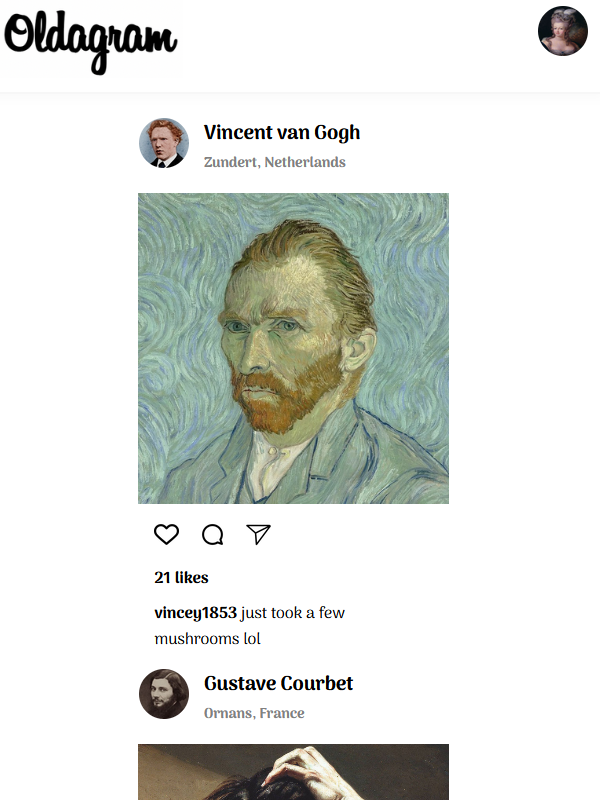 Oldagram
Vincent van Gogh
Zundert, Netherlands
21 likes
vincey1853 just took a few
mushrooms lol
Gustave Courbet
Ornans, France